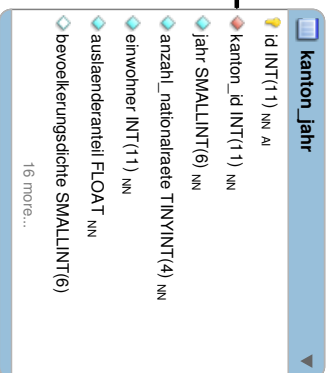 kanton_jahr
id INT(11) NN AI
kanton_id INT(11) NN
jahr SMALLINT(6) NN
anzahl_nationalraete TINYINT(4) NN
einwohner INT(11) NN
auslaenderanteil FLOAT NN
bevoelkerungsdichte SMALLINT(6)
16 more...